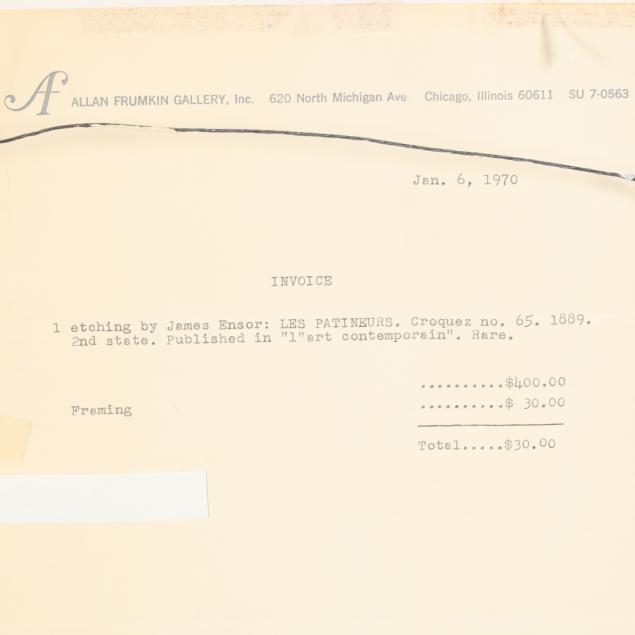 AF ALLAN FRUMKIN GALLERY, Inc. 620 North Michigan Ave. Chicago, Illinois 60611 SU 7-0563
Jan. 6, 1970
INVOICE
1 etching by James Ensor: LES PATINEURS. Croquez no. 65. 1889.
2nd state. Published in "l"art contemporain". Rare.
..........$400.00
Framing ..........$ 30.00
Total.....$30.00